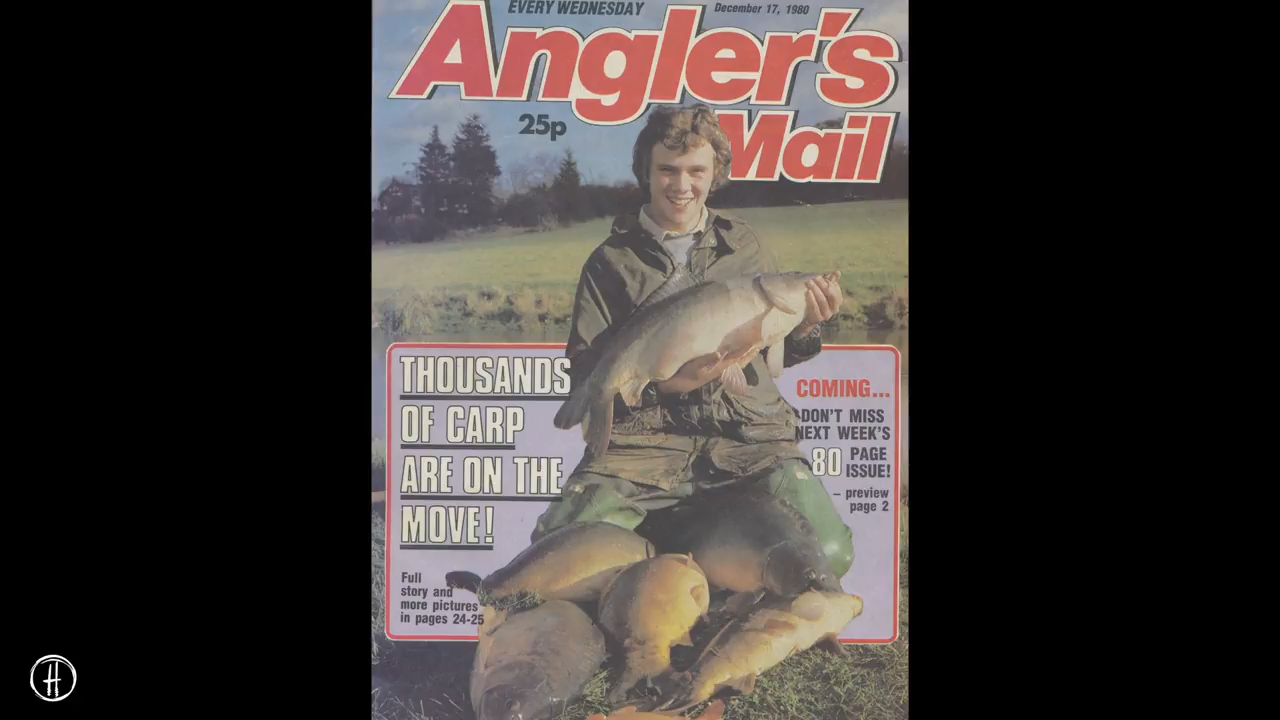 EVERY WEDNESDAY
December 17, 1980
Angler's
Mail
25p
THOUSANDS
OF CARP
ARE ON THE
MOVE!
Full
story and
more pictures
in pages 24-25
COMING...
DON'T MISS
NEXT WEEK'S
80 PAGE
ISSUE!
– preview
page 2
H